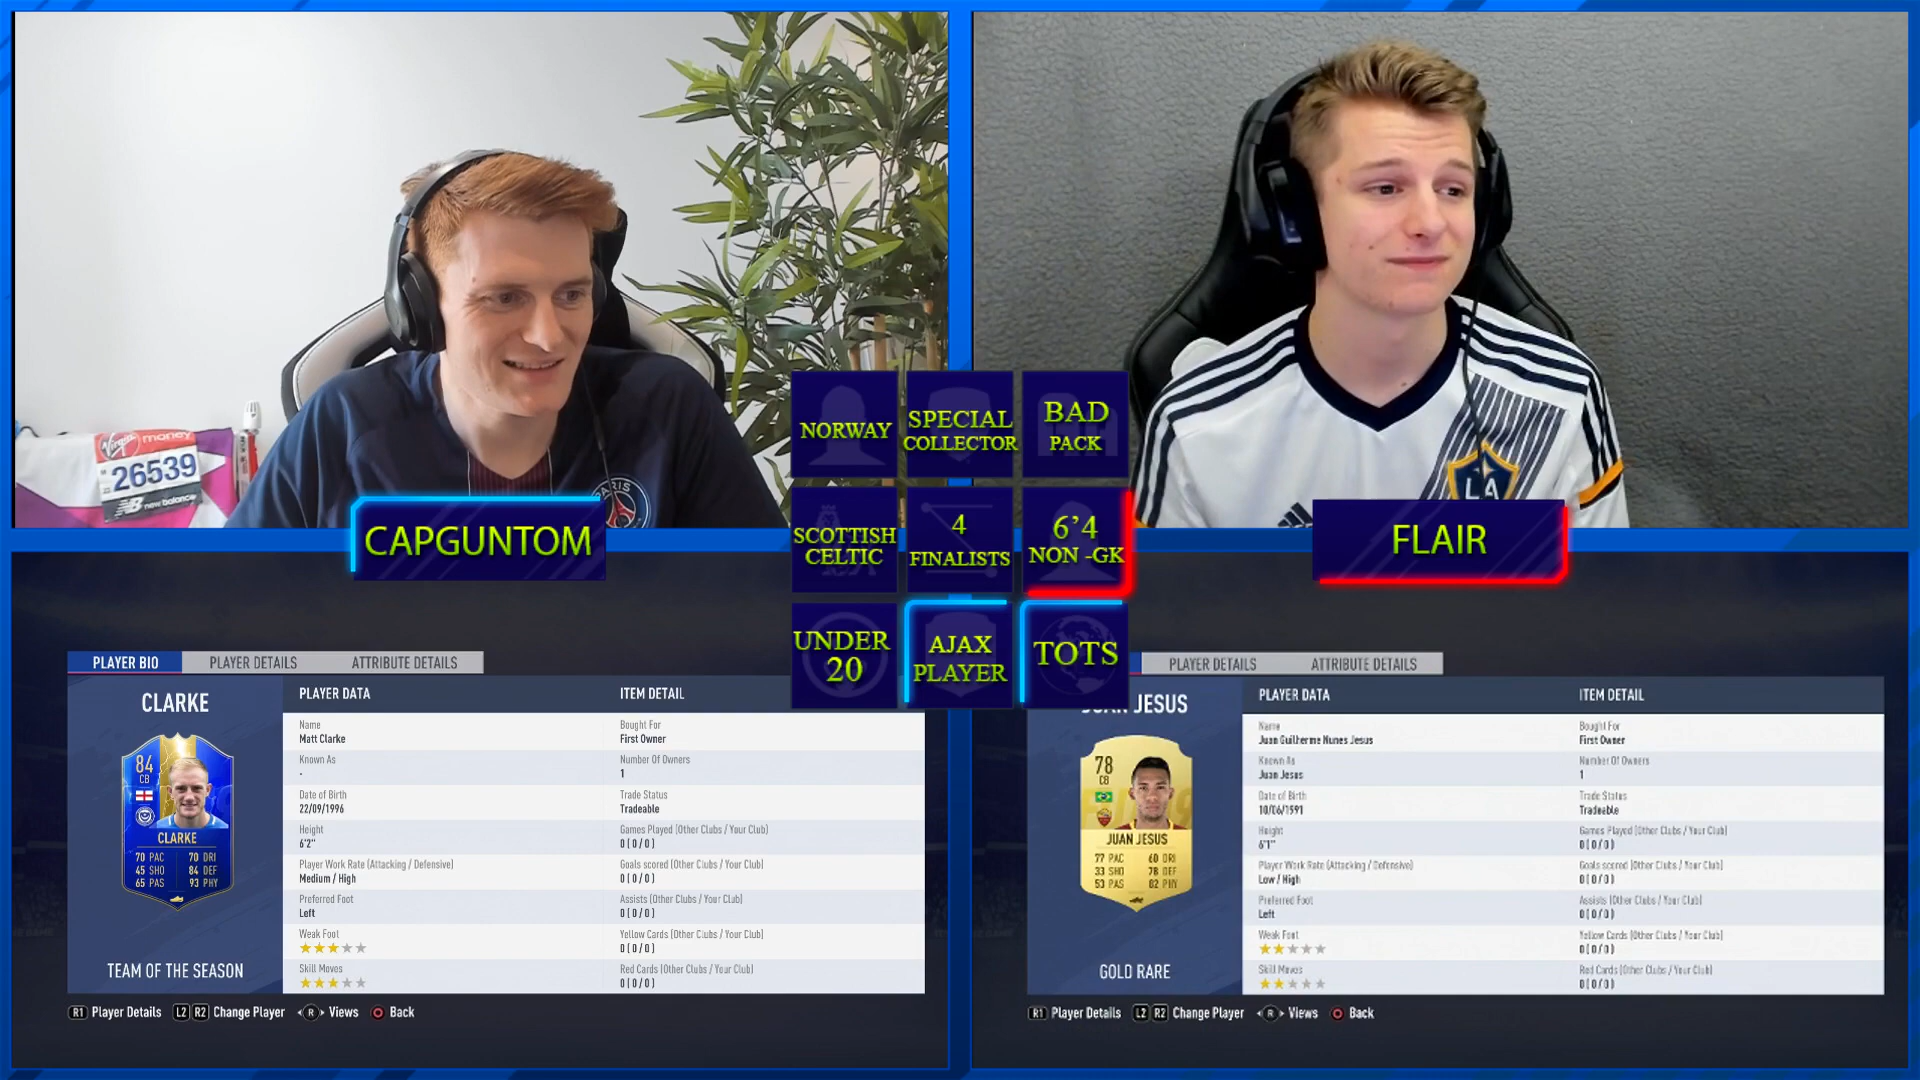 Virgin money
26539
new balance
PARIS
LA
NORWAY
SPECIAL
COLLECTOR
BAD
PACK
SCOTTISH
CELTIC
4
FINALISTS
6'4
NON -GK
UNDER
20
AJAX
PLAYER
TOTS
CAPGUNTOM
FLAIR
PLAYER BIO PLAYER DETAILS ATTRIBUTE DETAILS
CLARKE
84
CB
CLARKE
70 PAC 70 DRI
45 SHO 84 DEF
65 PAS 93 PHY
TEAM OF THE SEASON
PLAYER DATA ITEM DETAIL
Name Bought For
Matt Clarke First Owner
Known As Number Of Owners
- 1
Date of Birth Trade Status
22/09/1996 Tradeable
Height Games Played (Other Clubs / Your Club)
6'2" 0 ( 0 / 0 )
Player Work Rate (Attacking / Defensive) Goals scored (Other Clubs / Your Club)
Medium / High 0 ( 0 / 0 )
Preferred Foot Assists (Other Clubs / Your Club)
Left 0 ( 0 / 0 )
Weak Foot Yellow Cards (Other Clubs / Your Club)
0 ( 0 / 0 )
Skill Moves Red Cards (Other Clubs / Your Club)
0 ( 0 / 0 )
R1 Player Details L2 R2 Change Player R Views Back
PLAYER DETAILS ATTRIBUTE DETAILS
JUAN JESUS
78
CB
JUAN JESUS
77 PAC 60 DRI
33 SHO 78 DEF
53 PAS 82 PHY
GOLD RARE
PLAYER DATA ITEM DETAIL
Name Bought For
Juan Guilherme Nunes Jesus First Owner
Known As Number Of Owners
Juan Jesus 1
Date of Birth Trade Status
10/06/1991 Tradeable
Height Games Played (Other Clubs / Your Club)
6'1" 0 ( 0 / 0 )
Player Work Rate (Attacking / Defensive) Goals scored (Other Clubs / Your Club)
Low / High 0 ( 0 / 0 )
Preferred Foot Assists (Other Clubs / Your Club)
Left 0 ( 0 / 0 )
Weak Foot Yellow Cards (Other Clubs / Your Club)
0 ( 0 / 0 )
Skill Moves Red Cards (Other Clubs / Your Club)
0 ( 0 / 0 )
R1 Player Details L2 R2 Change Player R Views Back